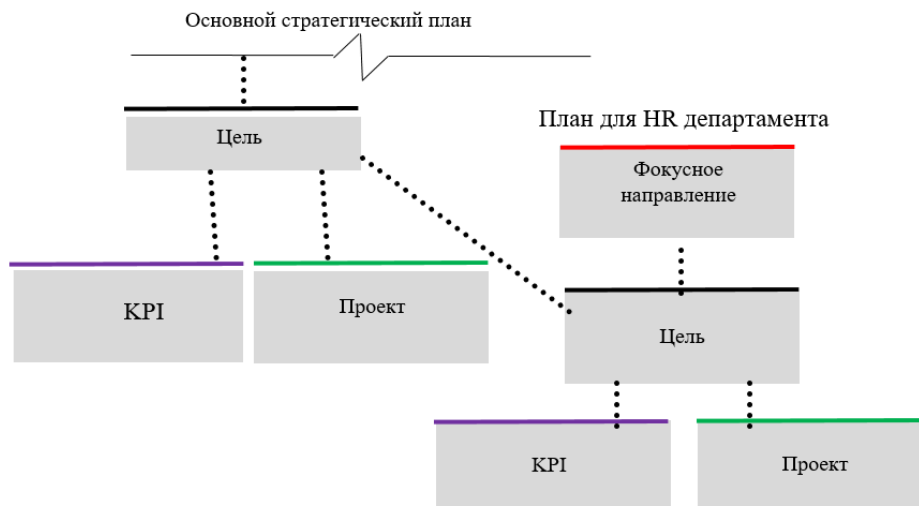 Основной стратегический план
Цель
План для HR департамента
Фокусное
направление
KPI
Проект
Цель
KPI
Проект